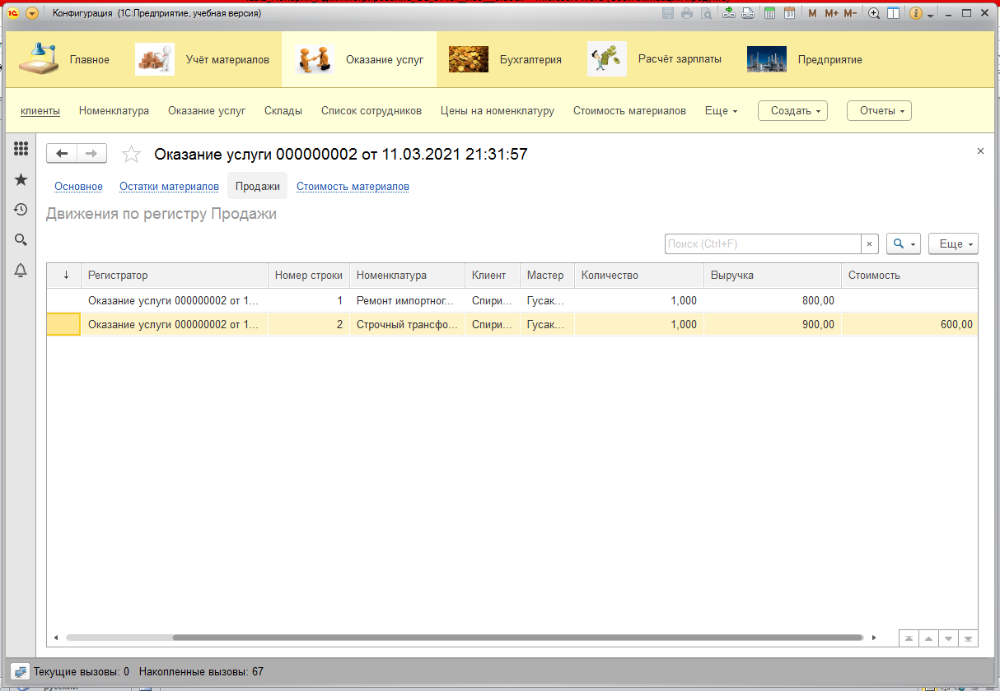 Конфигурация (1С:Предприятие, учебная версия)
31 M M+ M-
Главное Учёт материалов Оказание услуг Бухгалтерия Расчёт зарплаты Предприятие
клиенты Номенклатура Оказание услуг Склады Список сотрудников Цены на номенклатуру Стоимость материалов Еще Создать Отчеты
Оказание услуги 000000002 от 11.03.2021 21:31:57
Основное Остатки материалов Продажи Стоимость материалов
Движения по регистру Продажи
Поиск (Ctrl+F) × Еще
Регистратор Номер строки Номенклатура Клиент Мастер Количество Выручка Стоимость
Оказание услуги 000000002 от 1... 1 Ремонт импортног... Спири... Гусак... 1,000 800,00
Оказание услуги 000000002 от 1... 2 Строчный трансфо... Спири... Гусак... 1,000 900,00 600,00
Текущие вызовы: 0 Накопленные вызовы: 67